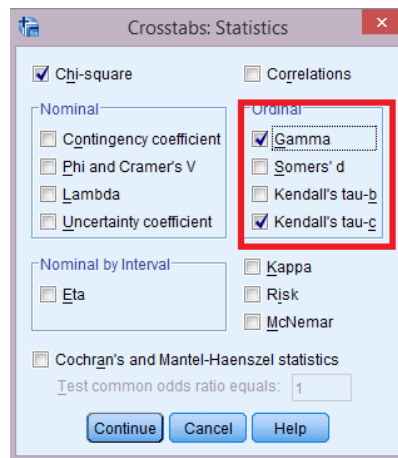 Crosstabs: Statistics
Chi-square
Correlations
Nominal
Contingency coefficient
Phi and Cramer's V
Lambda
Uncertainty coefficient
Ordinal
Gamma
Somers' d
Kendall's tau-b
Kendall's tau-c
Nominal by Interval
Eta
Kappa
Risk
McNemar
Cochran's and Mantel-Haenszel statistics
Test common odds ratio equals: 1
Continue Cancel Help